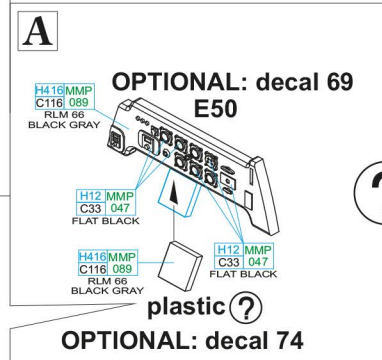 A
OPTIONAL: decal 69
E50
H416 MMP
C116 089
RLM 66
BLACK GRAY
H12 MMP
C33 047
FLAT BLACK
H12 MMP
C33 047
FLAT BLACK
H416 MMP
C116 089
RLM 66
BLACK GRAY
plastic ?
OPTIONAL: decal 74
?